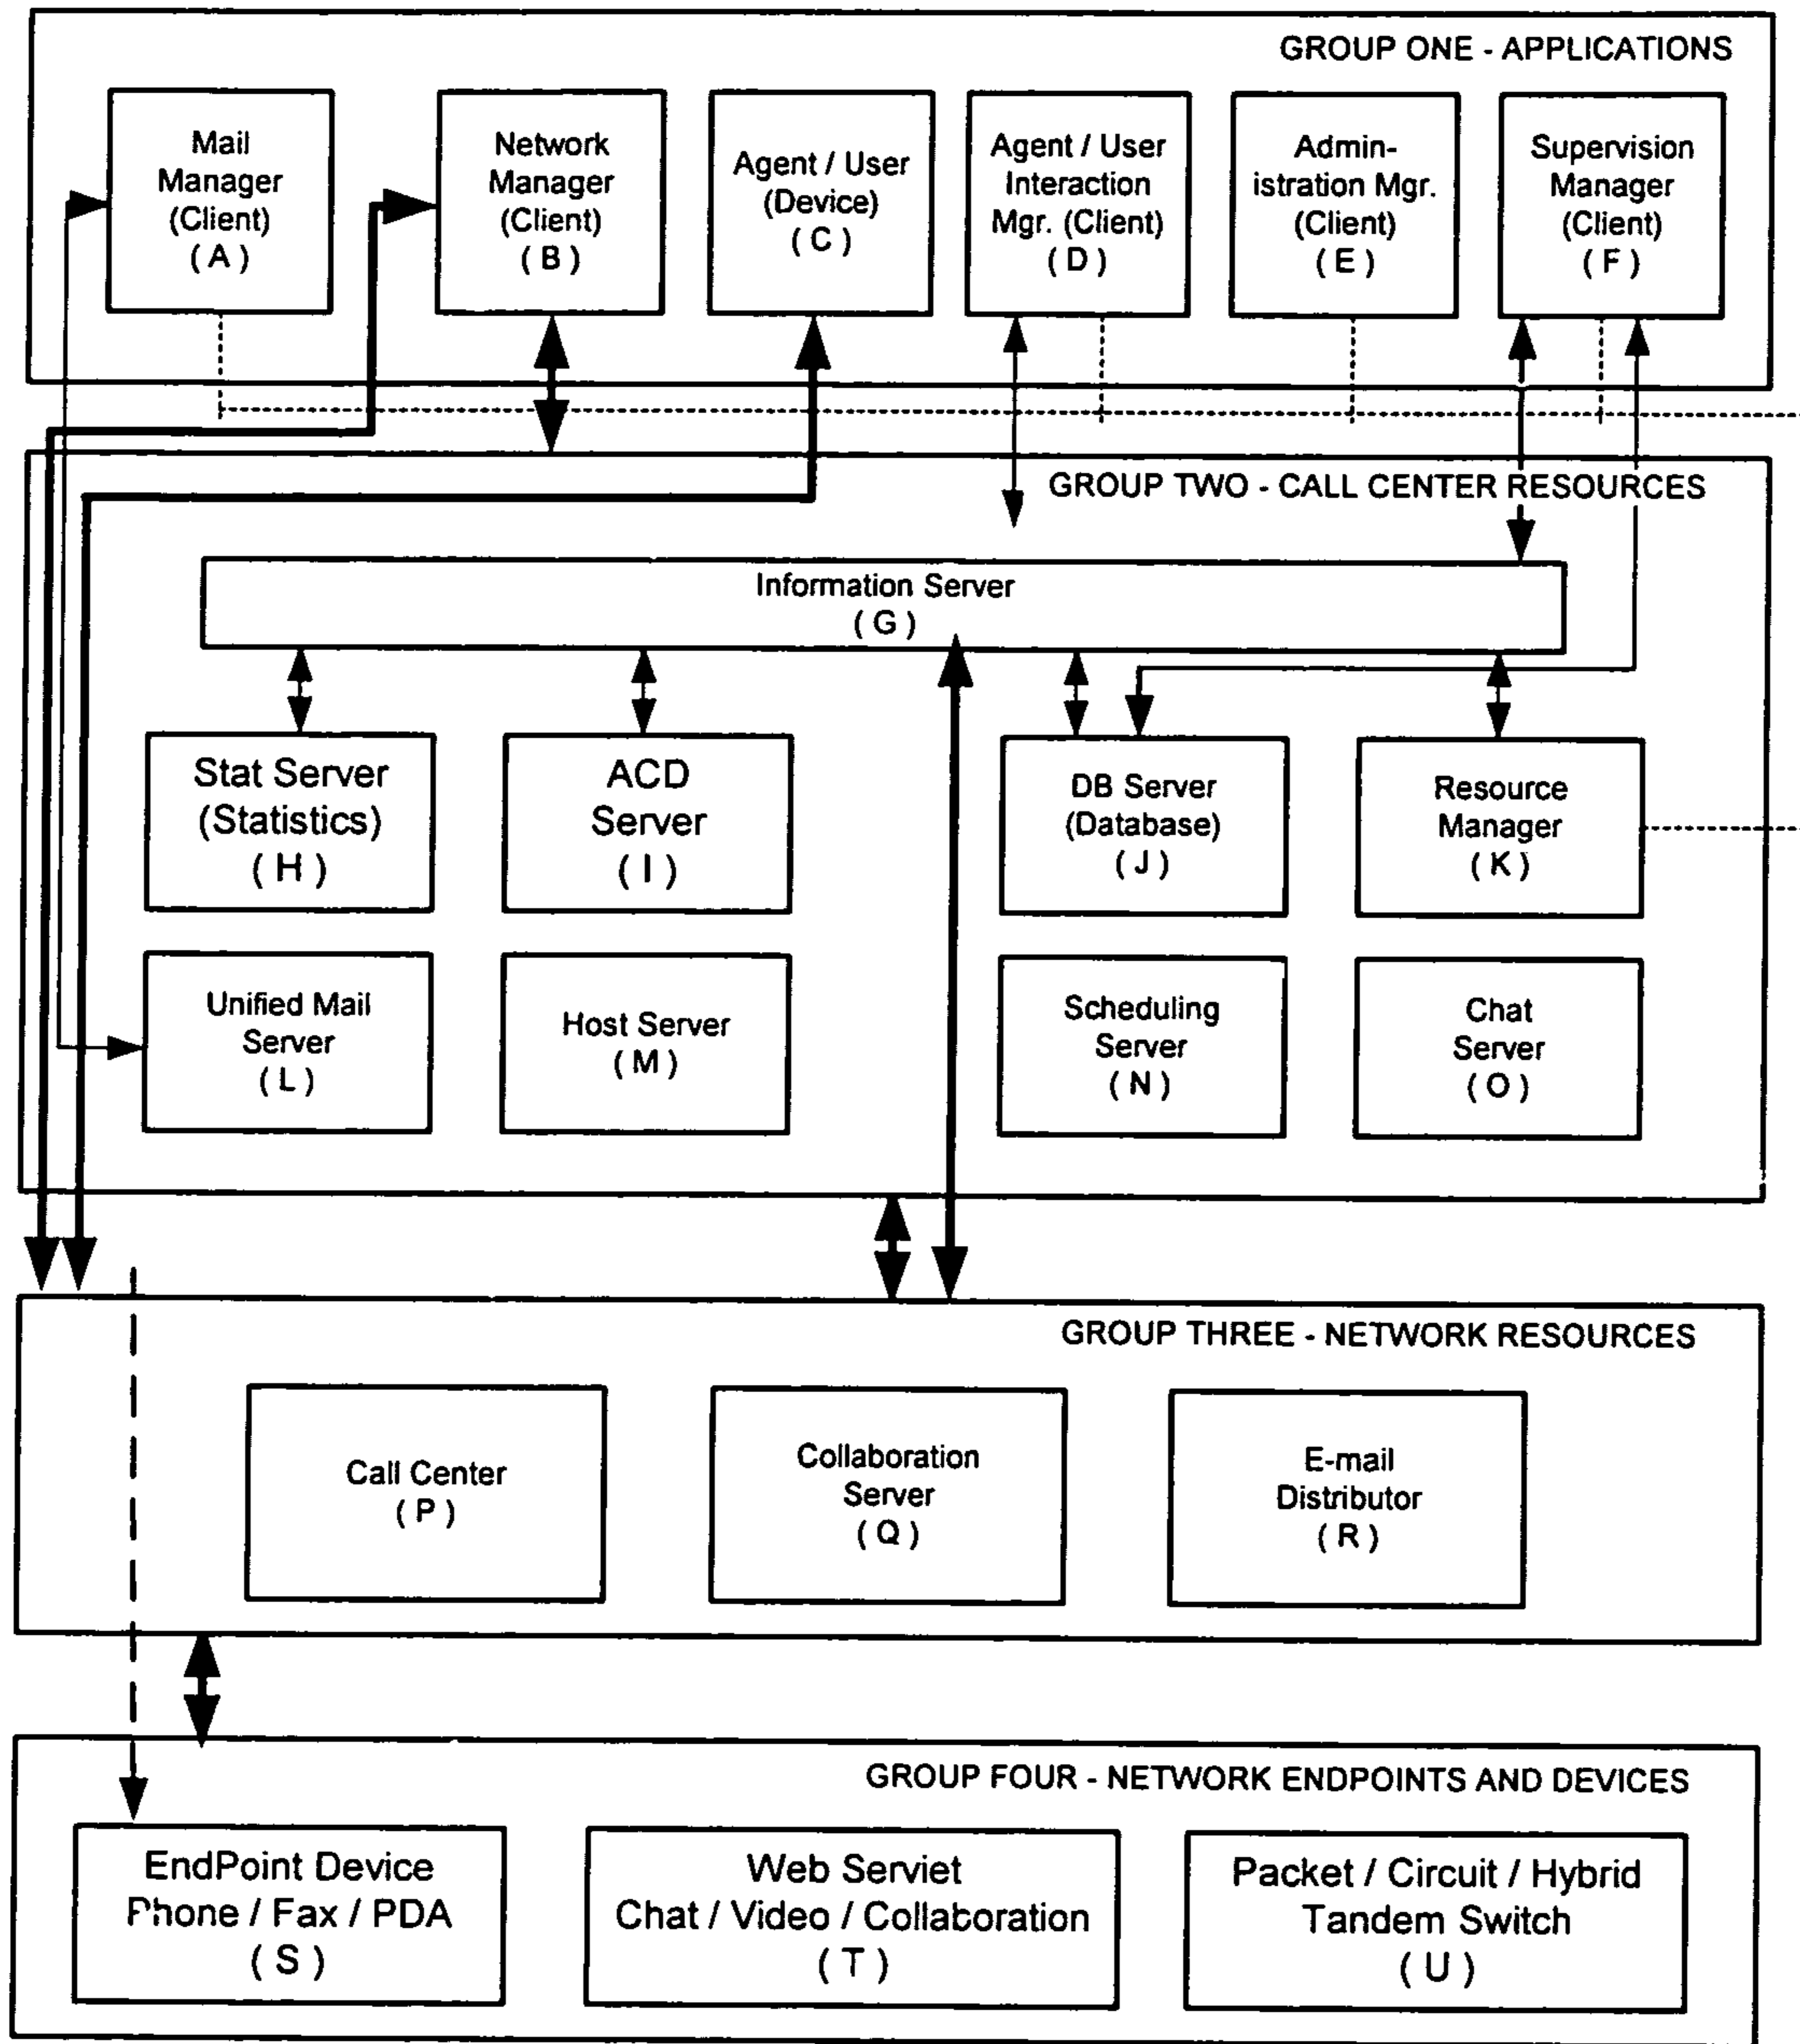 GROUP ONE - APPLICATIONS
Mail
Manager
(Client)
( A )
Network
Manager
(Client)
( B )
Agent / User
(Device)
( C )
Agent / User
Interaction
Mgr. (Client)
( D )
Admin-
istration Mgr.
(Client)
( E )
Supervision
Manager
(Client)
( F )
GROUP TWO - CALL CENTER RESOURCES
Information Server
( G )
Stat Server
(Statistics)
( H )
ACD
Server
( I )
DB Server
(Database)
( J )
Resource
Manager
( K )
Unified Mail
Server
( L )
Host Server
( M )
Scheduling
Server
( N )
Chat
Server
( O )
GROUP THREE - NETWORK RESOURCES
Call Center
( P )
Collaboration
Server
( Q )
E-mail
Distributor
( R )
GROUP FOUR - NETWORK ENDPOINTS AND DEVICES
EndPoint Device
Phone / Fax / PDA
( S )
Web Serviet
Chat / Video / Collaboration
( T )
Packet / Circuit / Hybrid
Tandem Switch
( U )